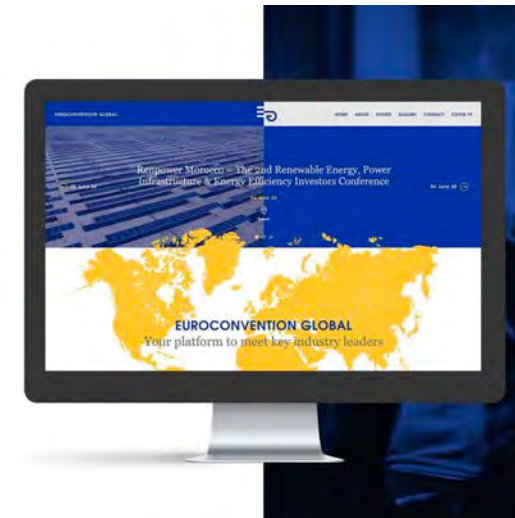 EUROCONVENTION GLOBAL
HOME ABOUT EVENTS GALLERY CONTACT COVID-19
Renpower Morocco – The 2nd Renewable Energy, Power
Infrastructure & Energy Efficiency Investors Conference
EUROCONVENTION GLOBAL
Your platform to meet key industry leaders